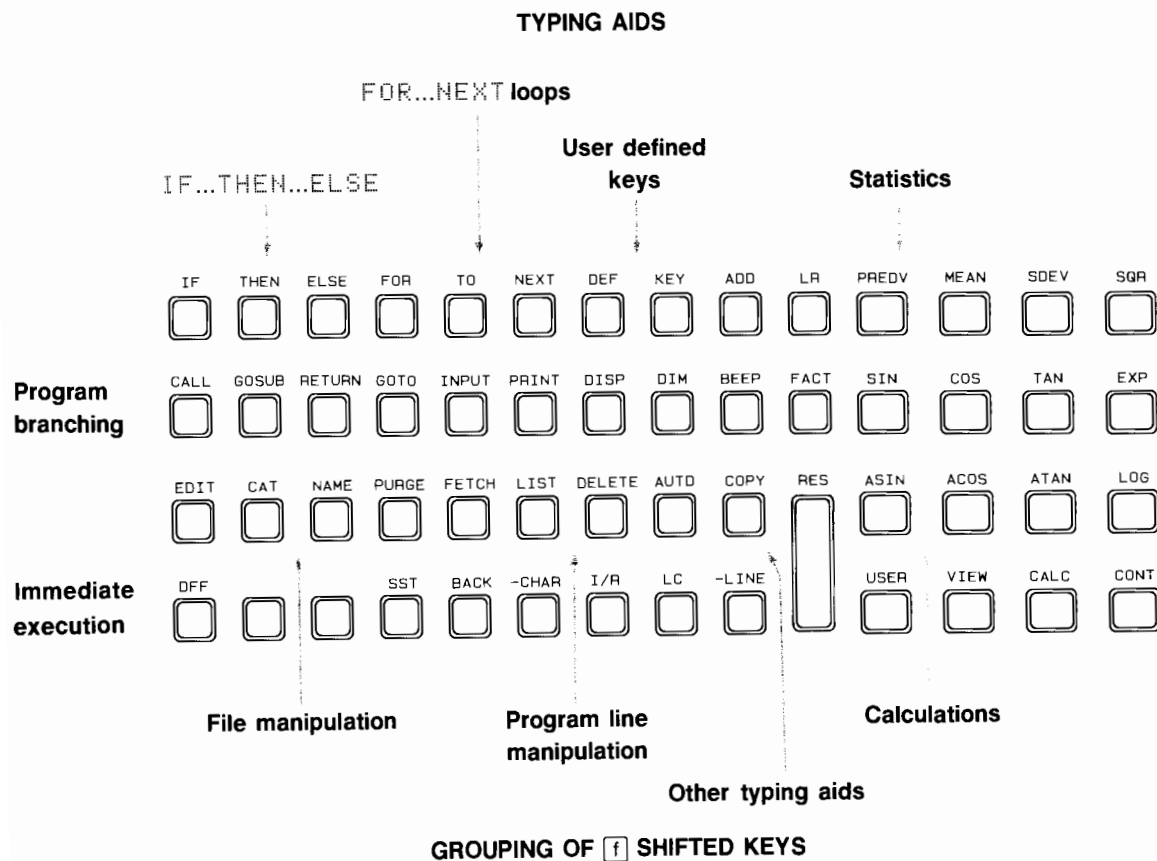 TYPING AIDS
FOR...NEXT loops
User defined
keys
IF...THEN...ELSE
Statistics
IF THEN ELSE FOR TO NEXT DEF KEY ADD LR PREDV MEAN SDEV SQR
Program
branching
CALL GOSUB RETURN GOTO INPUT PRINT DISP DIM BEEP FACT SIN COS TAN EXP
EDIT CAT NAME PURGE FETCH LIST DELETE AUTO COPY RES ASIN ACOS ATAN LOG
Immediate
execution
OFF SST BACK -CHAR I/R LC -LINE USER VIEW CALC CONT
File manipulation
Program line
manipulation
Calculations
Other typing aids
GROUPING OF f SHIFTED KEYS